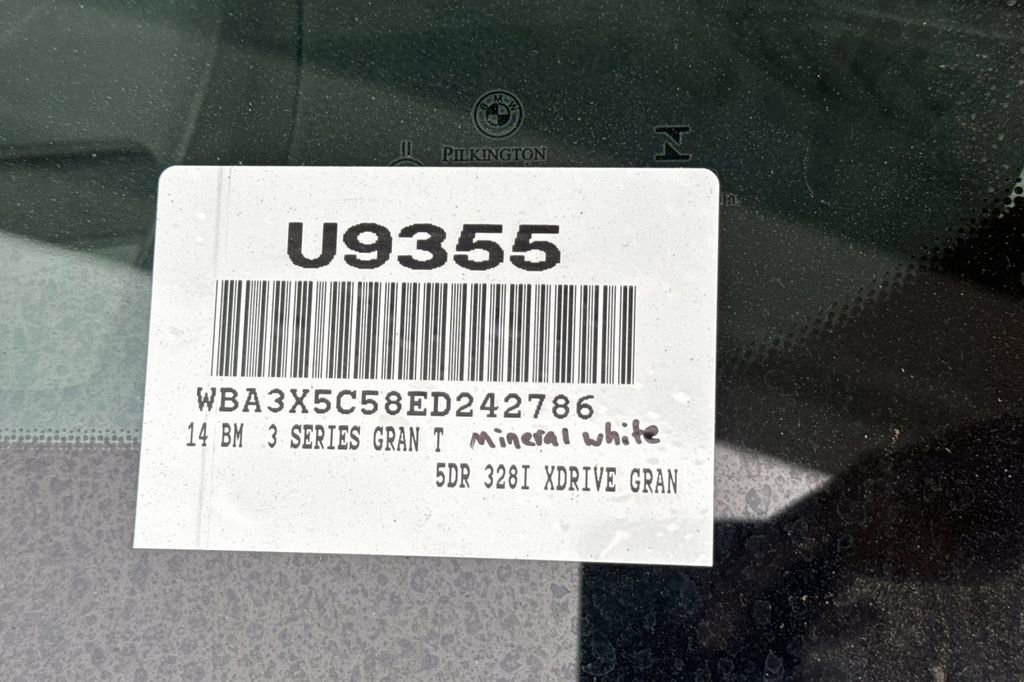 BMW
PILKINGTON
U9355
WBA3X5C58ED242786
14 BM 3 SERIES GRAN T Mineral white
5DR 328I XDRIVE GRAN